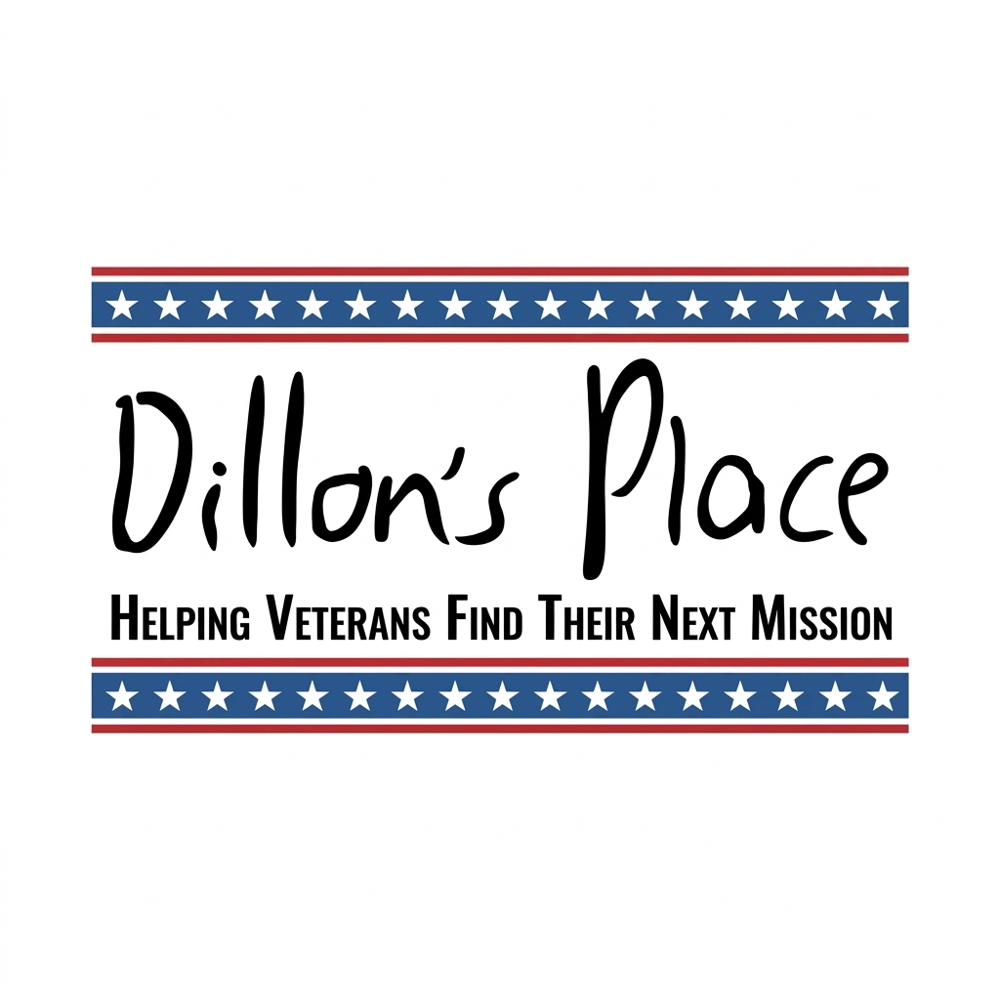 Dillon's Place
Helping Veterans Find Their Next Mission